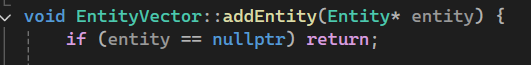 void EntityVector::addEntity(Entity* entity) {
if (entity == nullptr) return;